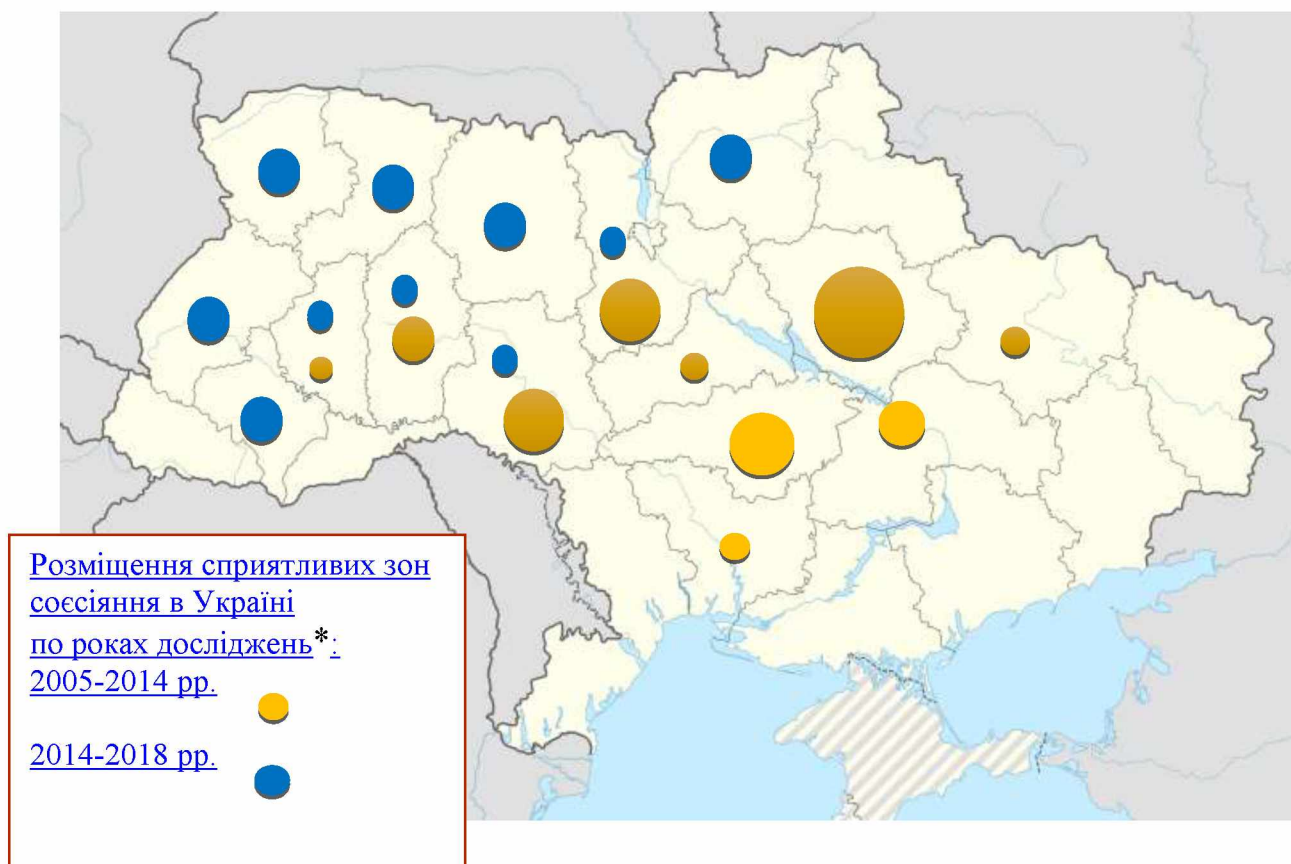 Розміщення сприятливих зон
соєсіяння в Україні
по роках досліджень*:
2005-2014 рр.
2014-2018 рр.